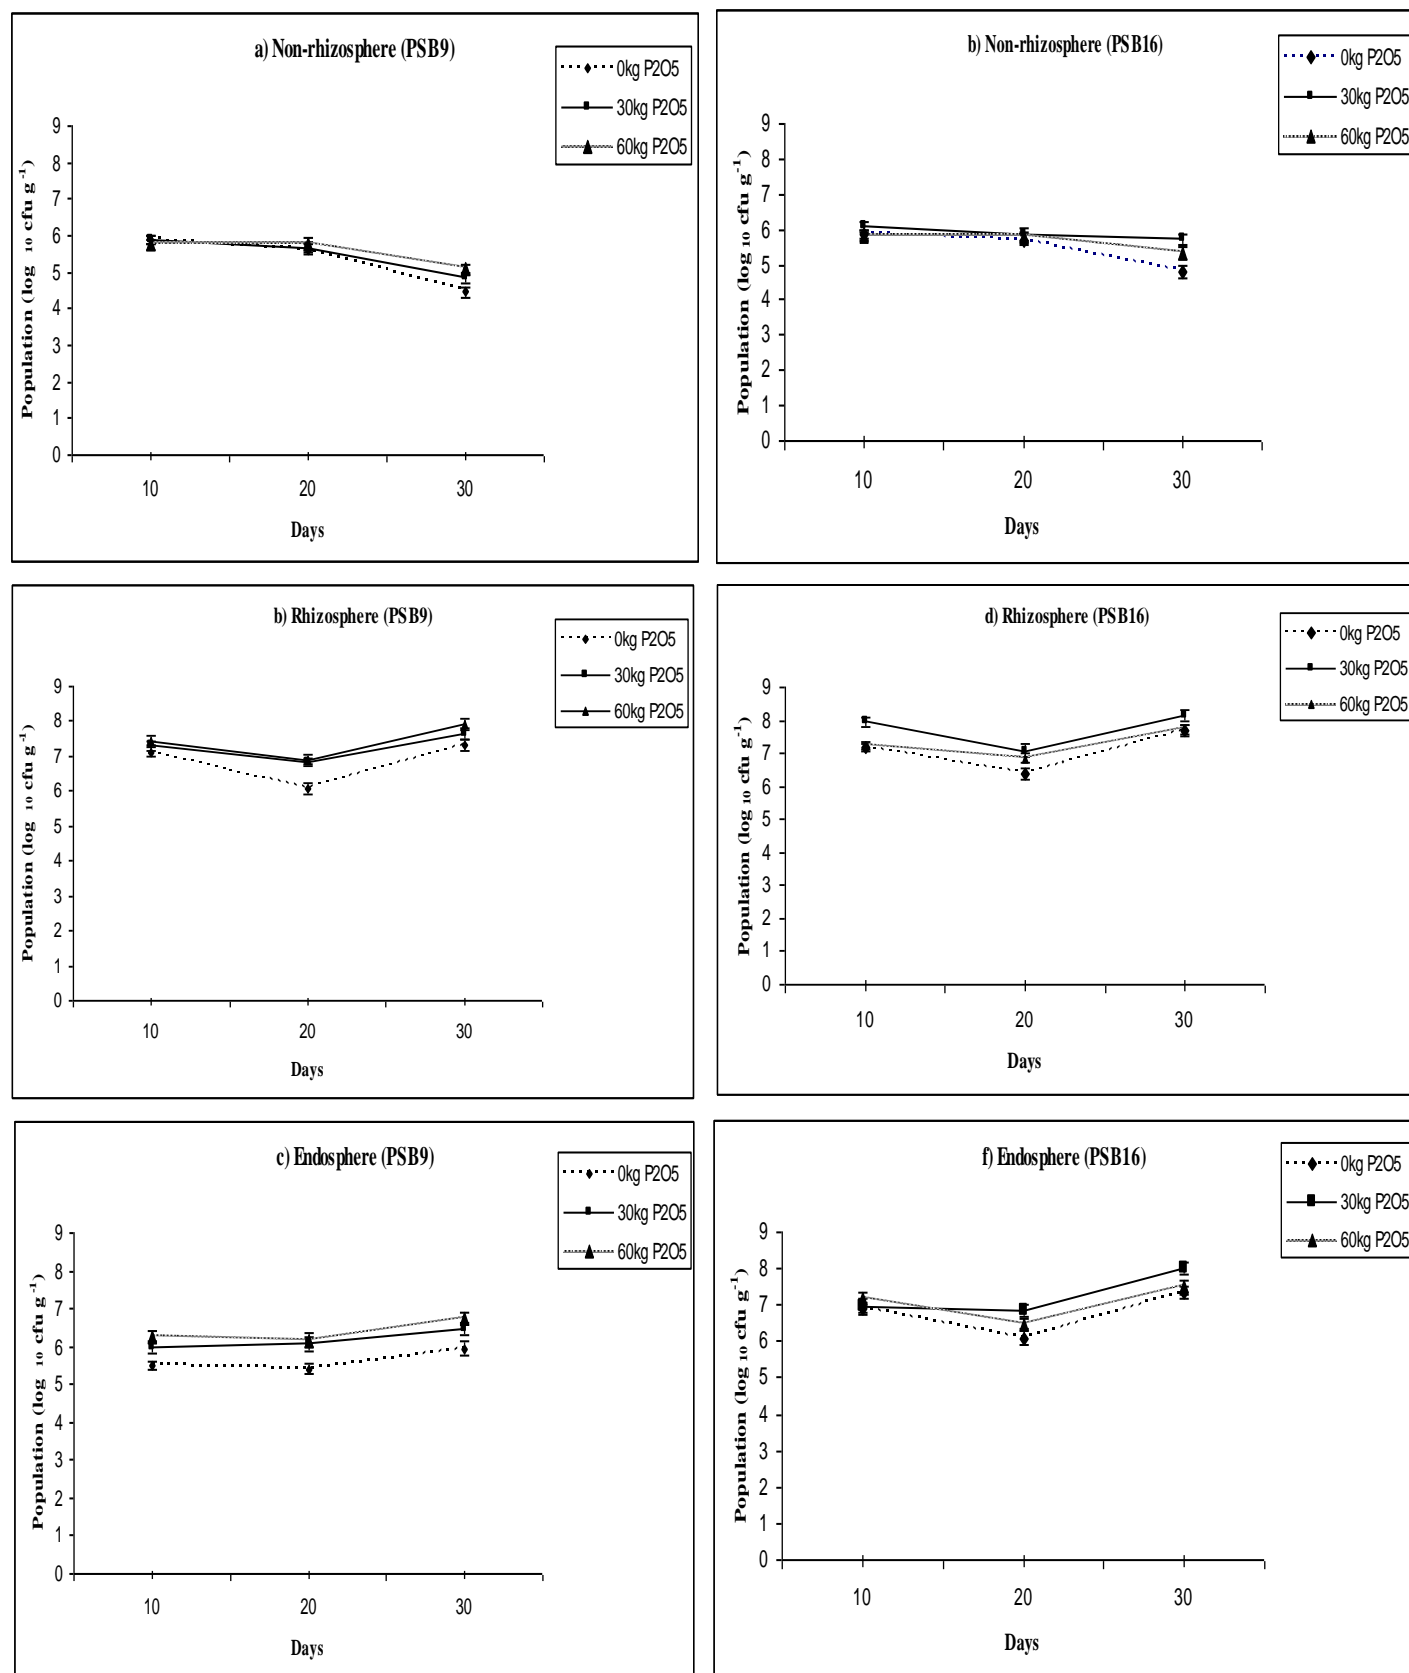 a) Non-rhizosphere (PSB9)
0kg P2O5
30kg P2O5
60kg P2O5
Population (log 10 cfu g-1)
9
8
7
6
5
4
3
2
1
0
10 20 30
Days
b) Non-rhizosphere (PSB16)
0kg P2O5
30kg P2O5
60kg P2O5
Population (log 10 cfu g-1)
9
8
7
6
5
4
3
2
1
0
10 20 30
Days
b) Rhizosphere (PSB9)
0kg P2O5
30kg P2O5
60kg P2O5
Population (log 10 cfu g-1)
9
8
7
6
5
4
3
2
1
0
10 20 30
Days
d) Rhizosphere (PSB16)
0kg P2O5
30kg P2O5
60kg P2O5
Population (log 10 cfu g-1)
9
8
7
6
5
4
3
2
1
0
10 20 30
Days
c) Endosphere (PSB9)
0kg P2O5
30kg P2O5
60kg P2O5
Population (log 10 cfu g-1)
9
8
7
6
5
4
3
2
1
0
10 20 30
Days
f) Endosphere (PSB16)
0kg P2O5
30kg P2O5
60kg P2O5
Population (log 10 cfu g-1)
9
8
7
6
5
4
3
2
1
0
10 20 30
Days